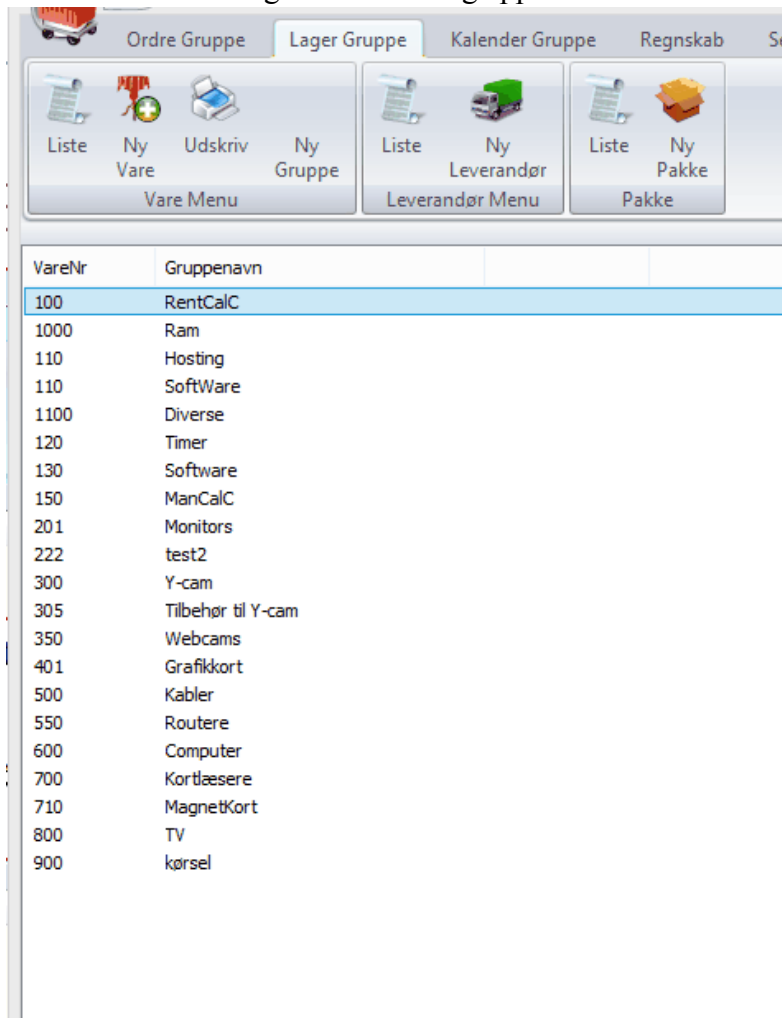 Ordre Gruppe Lager Gruppe Kalender Gruppe Regnskab
Liste Ny Vare Udskriv Ny Gruppe Liste Ny Leverandør Liste Ny Pakke
Vare Menu Leverandør Menu Pakke
VareNr Gruppenavn
100 RentCalC
1000 Ram
110 Hosting
110 SoftWare
1100 Diverse
120 Timer
130 Software
150 ManCalC
201 Monitors
222 test2
300 Y-cam
305 Tilbehør til Y-cam
350 Webcams
401 Grafikkort
500 Kabler
550 Routere
600 Computer
700 Kortlæsere
710 MagnetKort
800 TV
900 kørsel